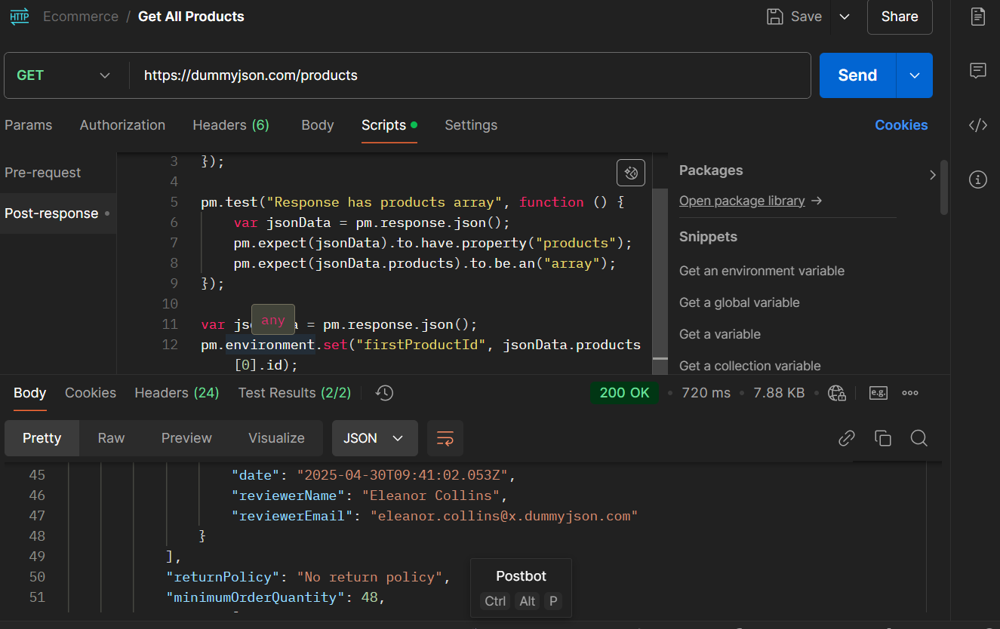 HTTP Ecommerce / Get All Products Save Share
GET https://dummyjson.com/products Send
Params Authorization Headers (6) Body Scripts Settings Cookies
Pre-request
Post-response
3 });
4
5 pm.test("Response has products array", function () {
6 var jsonData = pm.response.json();
7 pm.expect(jsonData).to.have.property("products");
8 pm.expect(jsonData.products).to.be.an("array");
9 });
10
any
11 var js a = pm.response.json();
12 pm.environment.set("firstProductId", jsonData.products
[0].id);
Packages
Open package library →
Snippets
Get an environment variable
Get a global variable
Get a variable
Get a collection variable
Body Cookies Headers (24) Test Results (2/2) 200 OK • 720 ms • 7.88 KB • e.g.
Pretty Raw Preview Visualize JSON
45 "date": "2025-04-30T09:41:02.053Z",
46 "reviewerName": "Eleanor Collins",
47 "reviewerEmail": "eleanor.collins@x.dummyjson.com"
48 }
49 ],
50 "returnPolicy": "No return policy",
51 "minimumOrderQuantity": 48,
Postbot
Ctrl Alt P